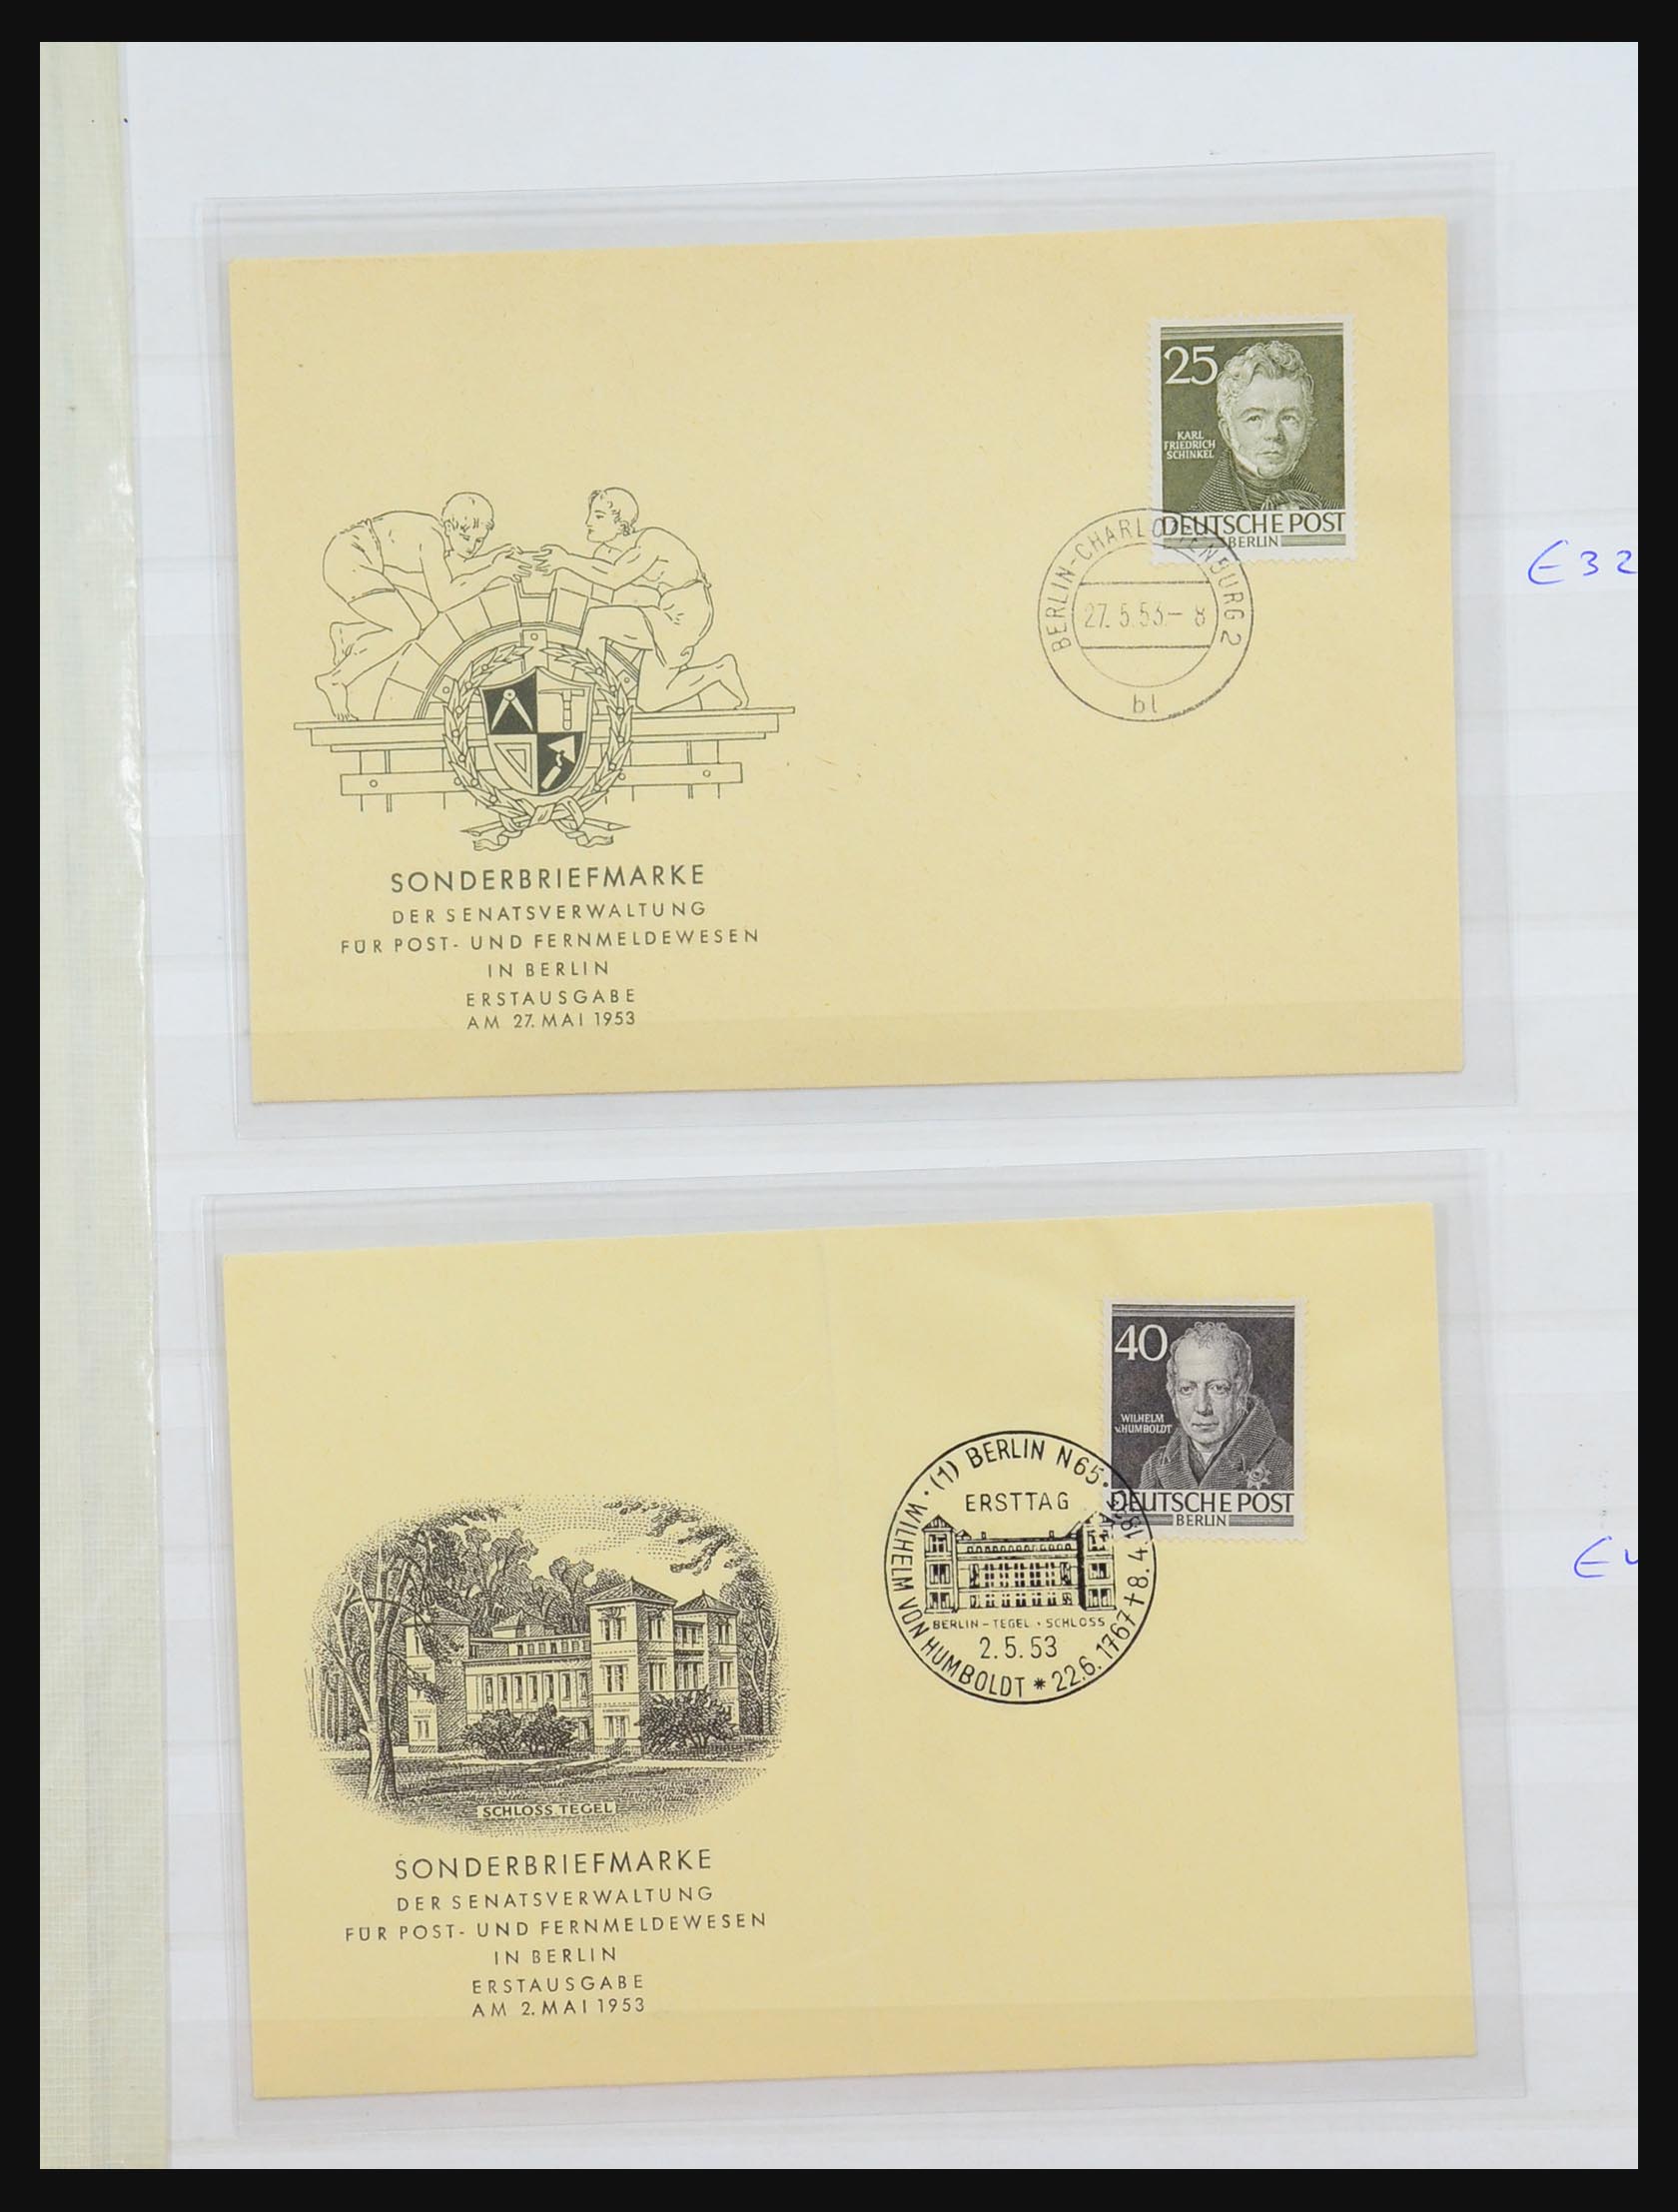 25
KARL
FRIEDRICH
SCHINKEL
DEUTSCHE POST
BERLIN
BERLIN-CHARLOTTENBURG 2
27.5.53-8
bl
€32
SONDERBRIEFMARKE
DER SENATSVERWALTUNG
FÜR POST- UND FERNMELDEWESEN
IN BERLIN
ERSTAUSGABE
AM 27. MAI 1953
40
WILHELM
v. HUMBOLDT
DEUTSCHE POST
BERLIN
(1) BERLIN N65
ERSTTAG
WILHELM VON HUMBOLDT * 22.6.1767 † 8.4.
BERLIN-TEGEL · SCHLOSS
2.5.53
SCHLOSS TEGEL
SONDERBRIEFMARKE
DER SENATSVERWALTUNG
FÜR POST- UND FERNMELDEWESEN
IN BERLIN
ERSTAUSGABE
AM 2. MAI 1953